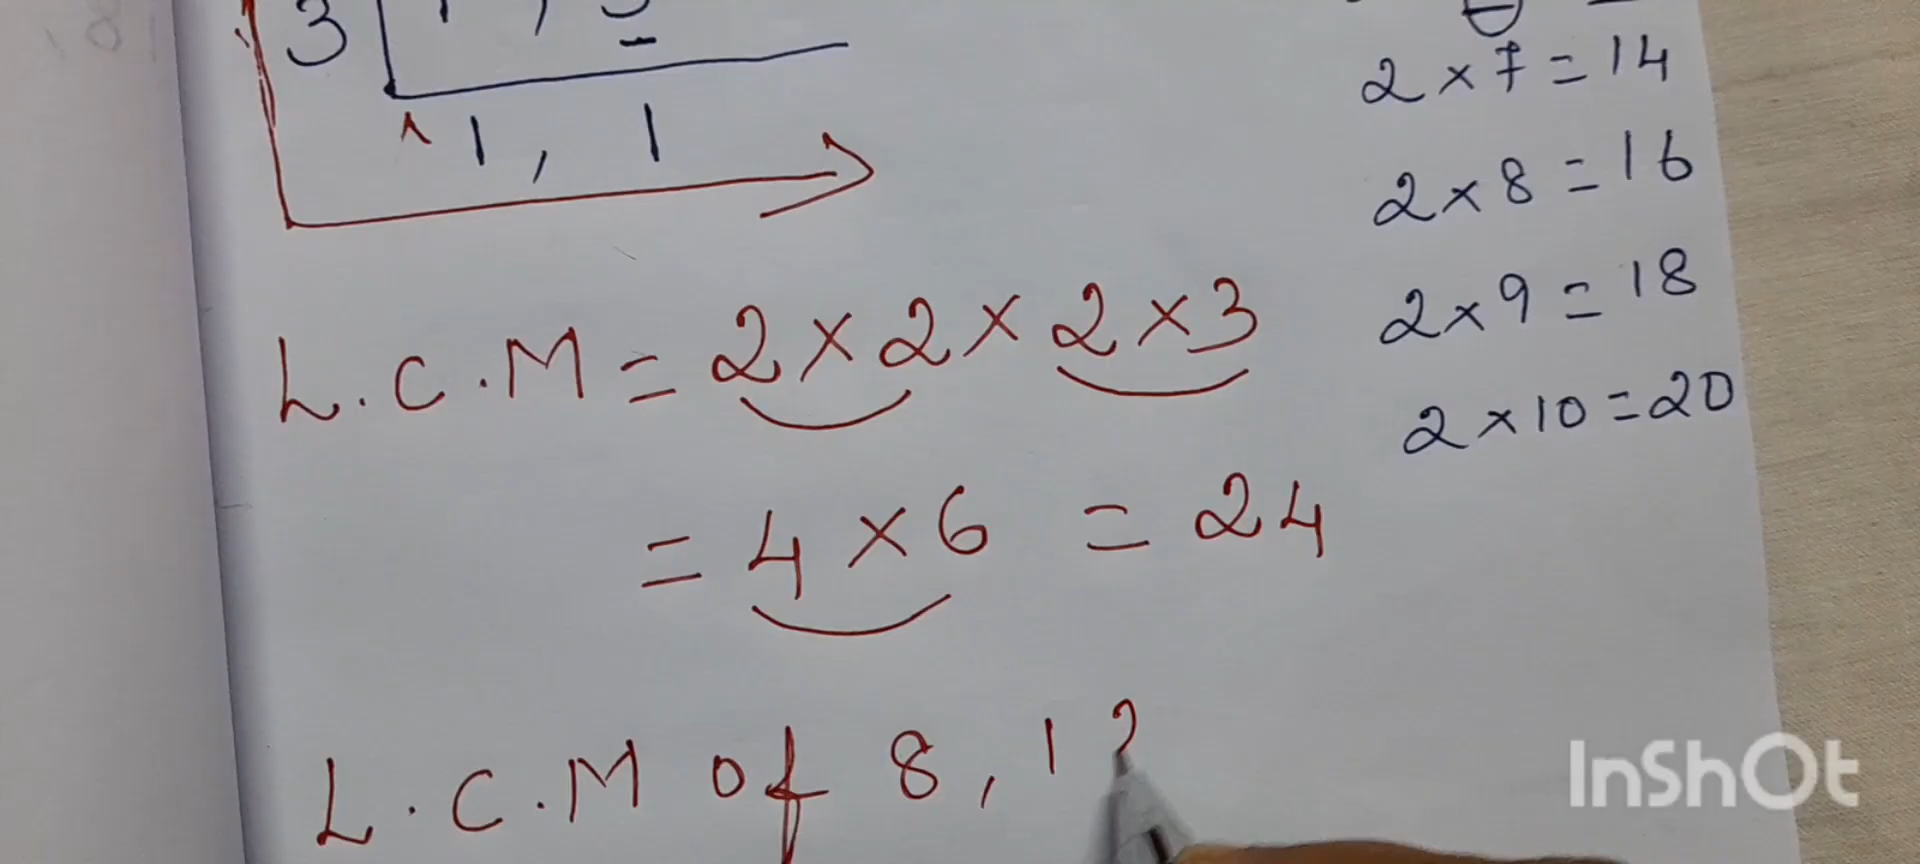 3
1, 1
L.C.M = 2 × 2 × 2 × 3
= 4 × 6 = 24
L.C.M of 8, 12
2 × 7 = 14
2 × 8 = 16
2 × 9 = 18
2 × 10 = 20
InShOt